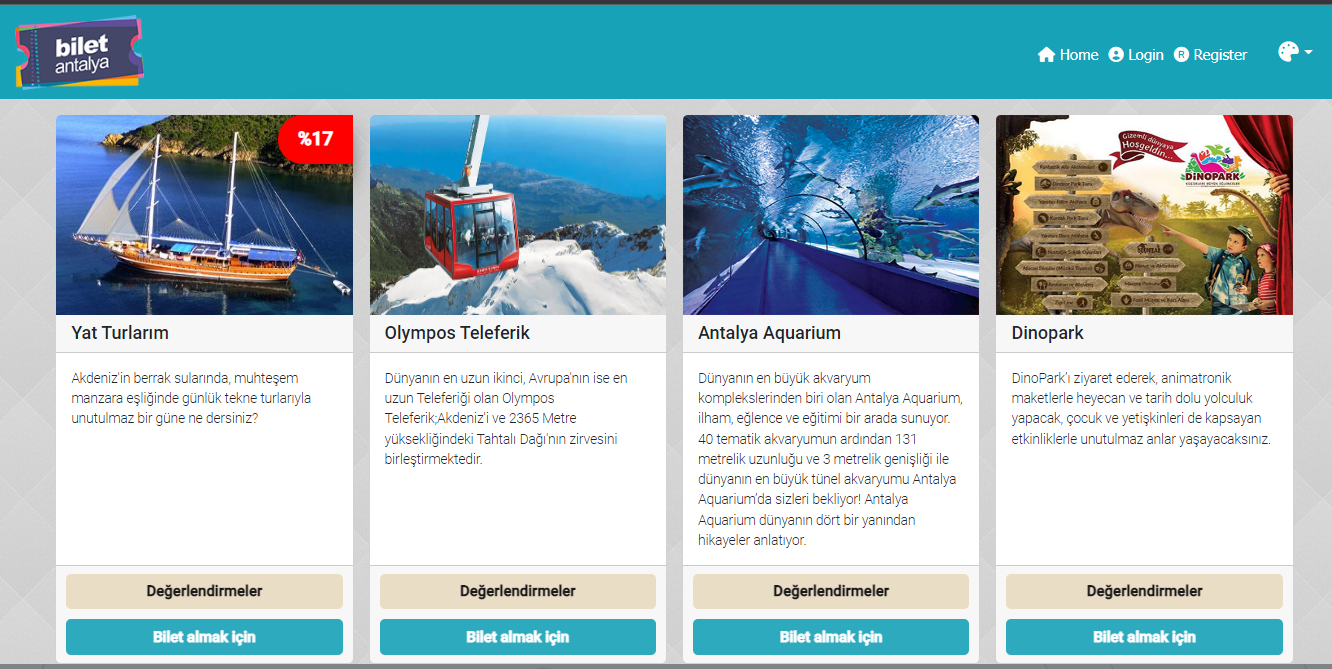 bilet
antalya
Home Login R Register
%17
Gizemli dünyaya
Hoşgeldin...
DiNOPARK
Dinozor Park Turu
Yat Turlarım
Akdeniz'in berrak sularında, muhteşem
manzara eşliğinde günlük tekne turlarıyla
unutulmaz bir güne ne dersiniz?
Değerlendirmeler
Bilet almak için
Olympos Teleferik
Dünyanın en uzun ikinci, Avrupa'nın ise en
uzun Teleferiği olan Olympos
Teleferik;Akdeniz'i ve 2365 Metre
yüksekliğindeki Tahtalı Dağı'nın zirvesini
birleştirmektedir.
Değerlendirmeler
Bilet almak için
Antalya Aquarium
Dünyanın en büyük akvaryum
komplekslerinden biri olan Antalya Aquarium,
ilham, eğlence ve eğitimi bir arada sunuyor.
40 tematik akvaryumun ardından 131
metrelik uzunluğu ve 3 metrelik genişliği ile
dünyanın en büyük tünel akvaryumu Antalya
Aquarium'da sizleri bekliyor! Antalya
Aquarium dünyanın dört bir yanından
hikayeler anlatıyor.
Değerlendirmeler
Bilet almak için
Dinopark
DinoPark'ı ziyaret ederek, animatronik
maketlerle heyecan ve tarih dolu yolculuk
yapacak, çocuk ve yetişkinleri de kapsayan
etkinliklerle unutulmaz anlar yaşayacaksınız.
Değerlendirmeler
Bilet almak için